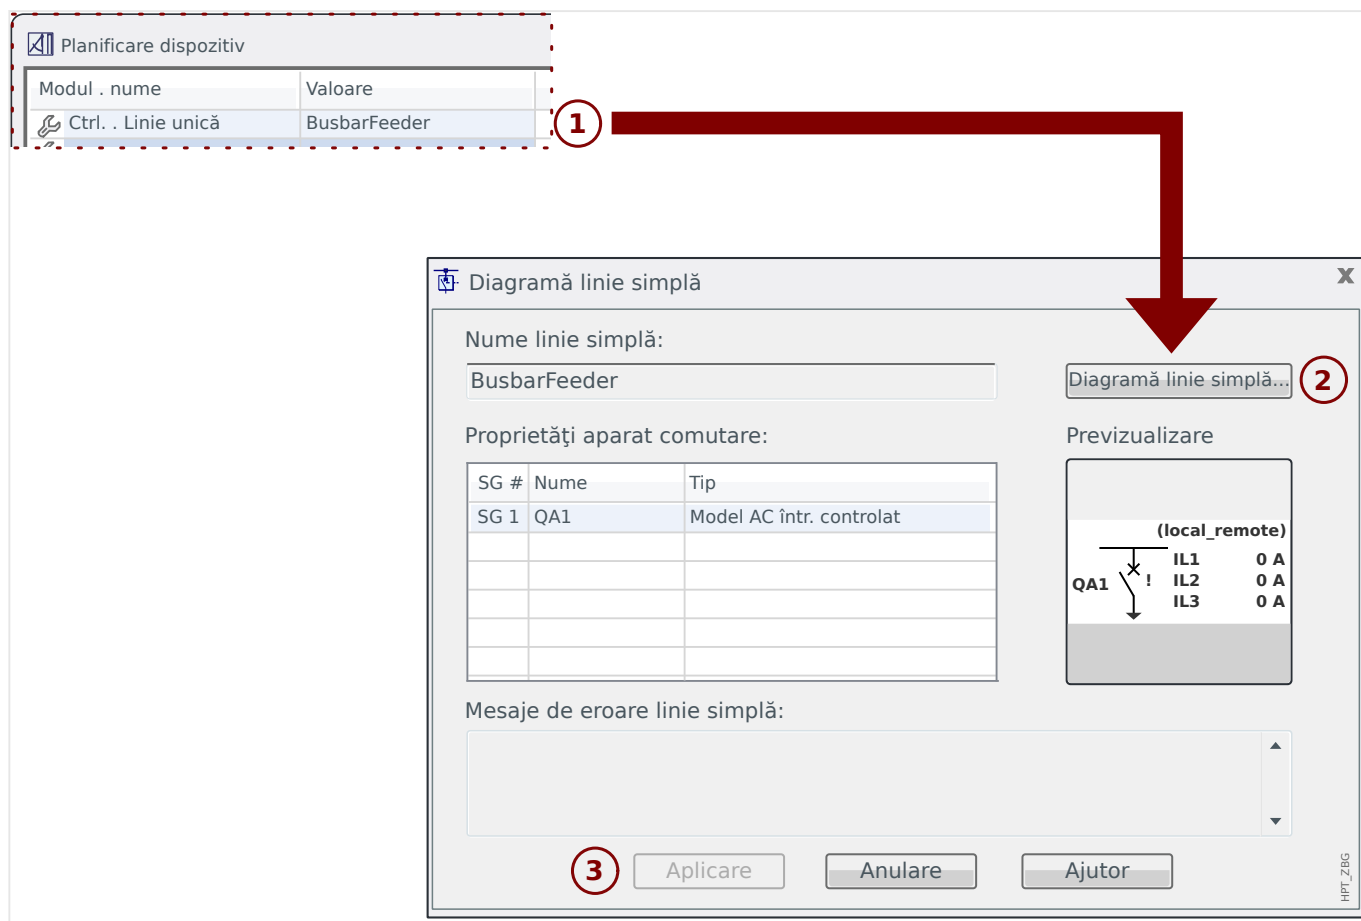 Planificare dispozitiv
Modul . nume Valoare
Ctrl. . Linie unică BusbarFeeder
1
Diagramă linie simplă X
Nume linie simplă:
BusbarFeeder
Diagramă linie simplă... 2
Proprietăţi aparat comutare: Previzualizare
SG # Nume Tip
SG 1 QA1 Model AC într. controlat
(local_remote)
IL1 0 A
QA1 ! IL2 0 A
IL3 0 A
Mesaje de eroare linie simplă:
3 Aplicare Anulare Ajutor
HPT_ZBG